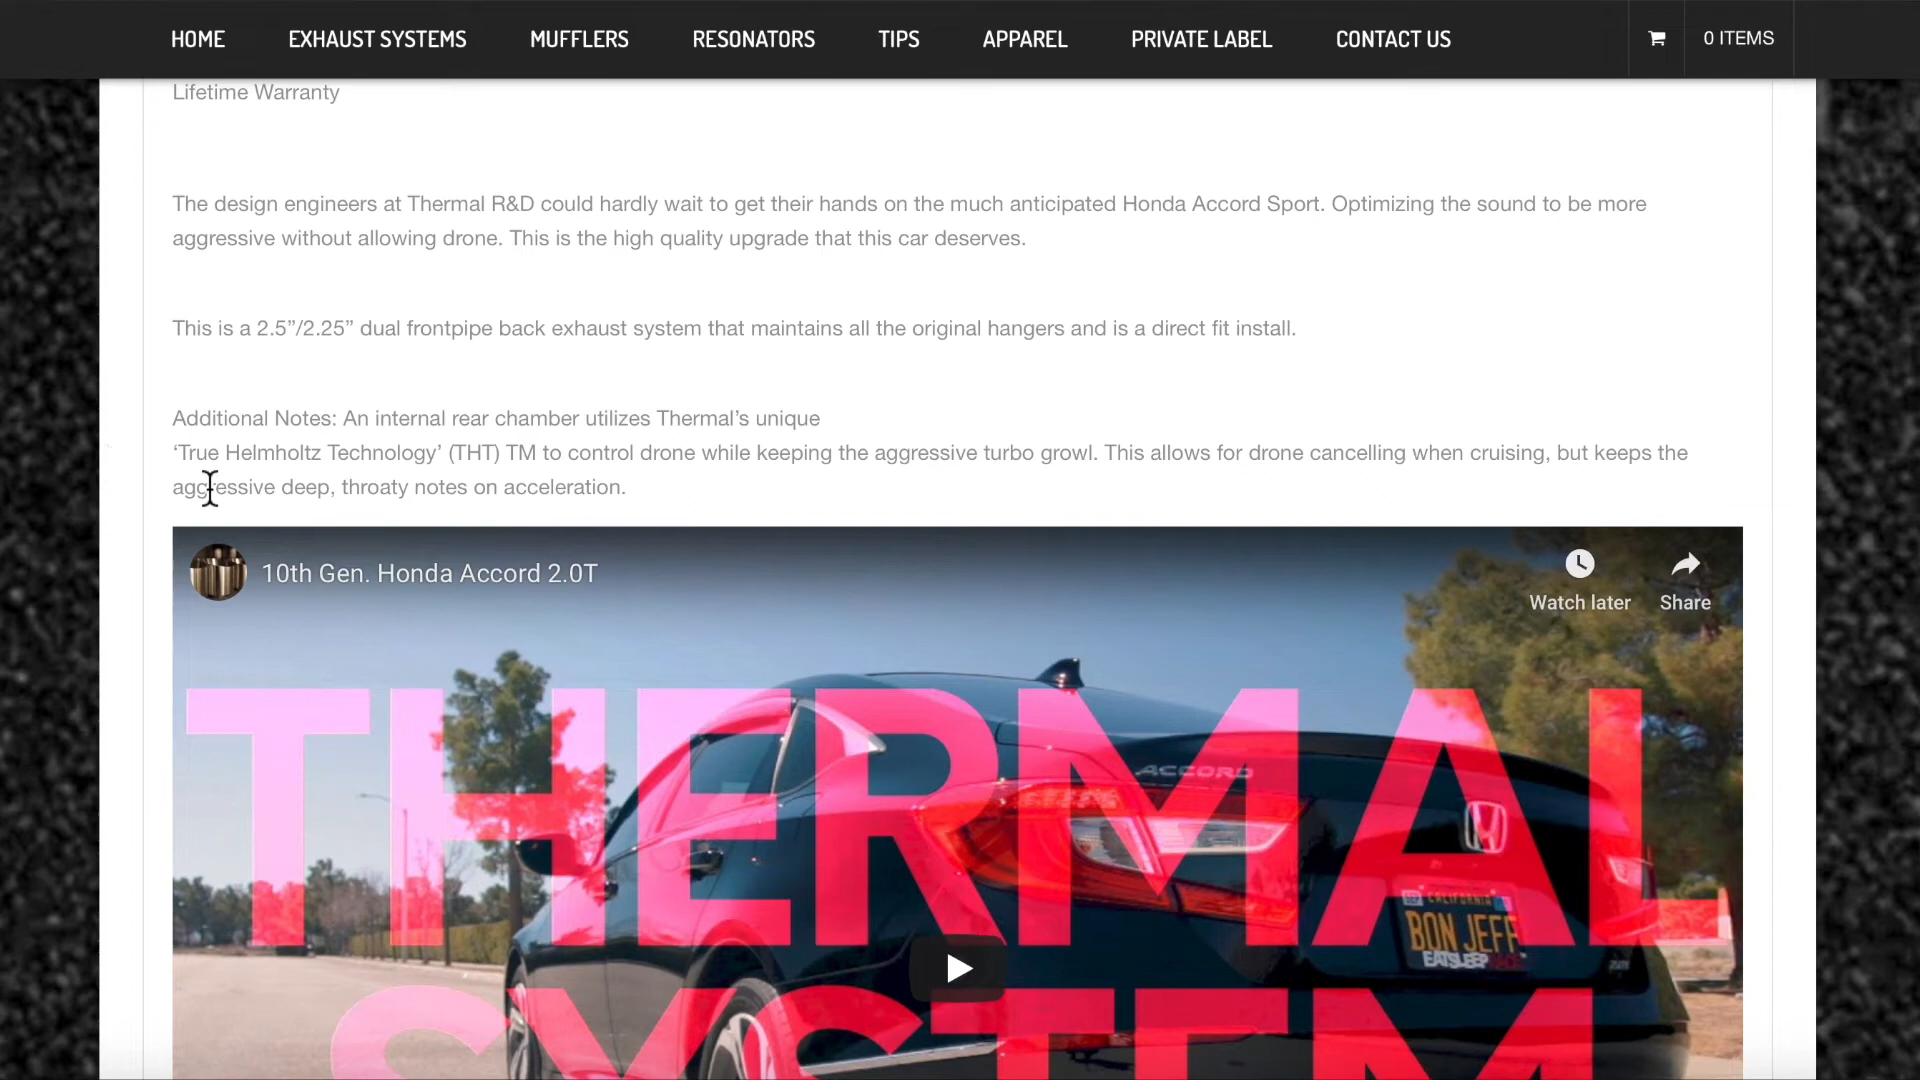 HOME EXHAUST SYSTEMS MUFFLERS RESONATORS TIPS APPAREL PRIVATE LABEL CONTACT US 0 ITEMS
Lifetime Warranty
The design engineers at Thermal R&D could hardly wait to get their hands on the much anticipated Honda Accord Sport. Optimizing the sound to be more
aggressive without allowing drone. This is the high quality upgrade that this car deserves.
This is a 2.5”/2.25” dual frontpipe back exhaust system that maintains all the original hangers and is a direct fit install.
Additional Notes: An internal rear chamber utilizes Thermal’s unique
‘True Helmholtz Technology’ (THT) TM to control drone while keeping the aggressive turbo growl. This allows for drone cancelling when cruising, but keeps the
aggressive deep, throaty notes on acceleration.
10th Gen. Honda Accord 2.0T
Watch later Share
THERMAL
ACCORD
CALIFORNIA
BON JEFF
EATSLEEP
SYSTEM